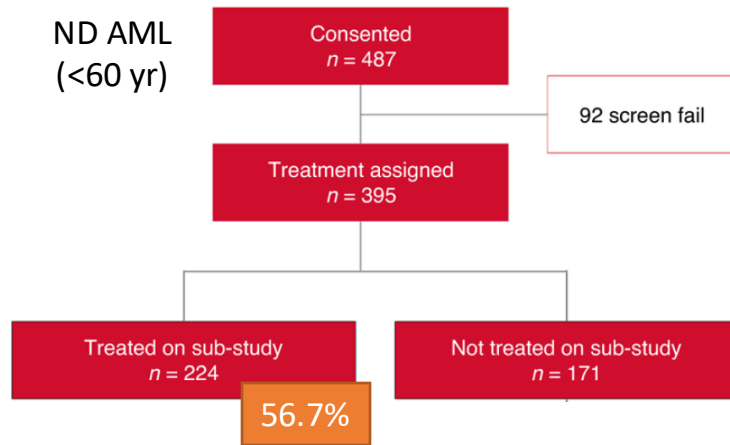 ND AML
(<60 yr)
Consented
n = 487
92 screen fail
Treatment assigned
n = 395
Treated on sub-study
n = 224
56.7%
Not treated on sub-study
n = 171